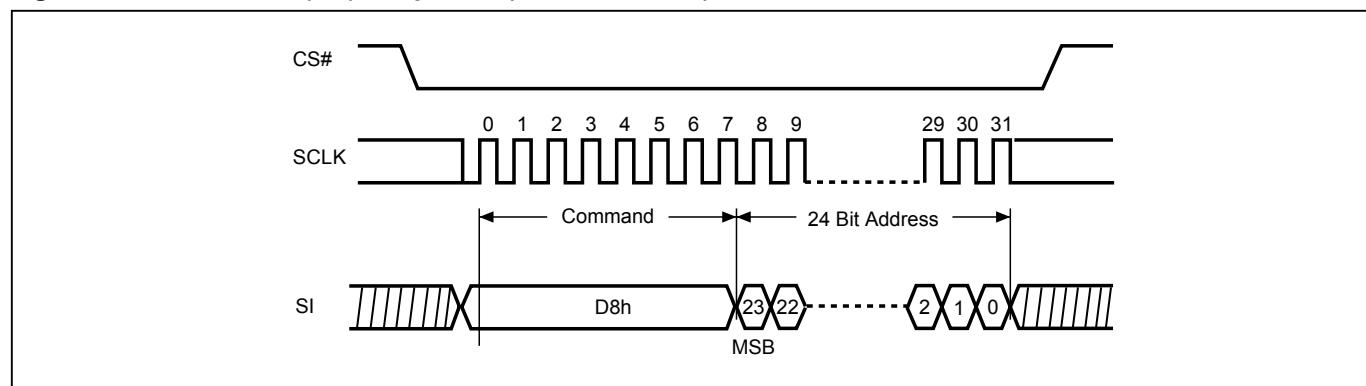 CS#
0 1 2 3 4 5 6 7 8 9 29 30 31
SCLK
Command 24 Bit Address
SI D8h 23 22 2 1 0
MSB